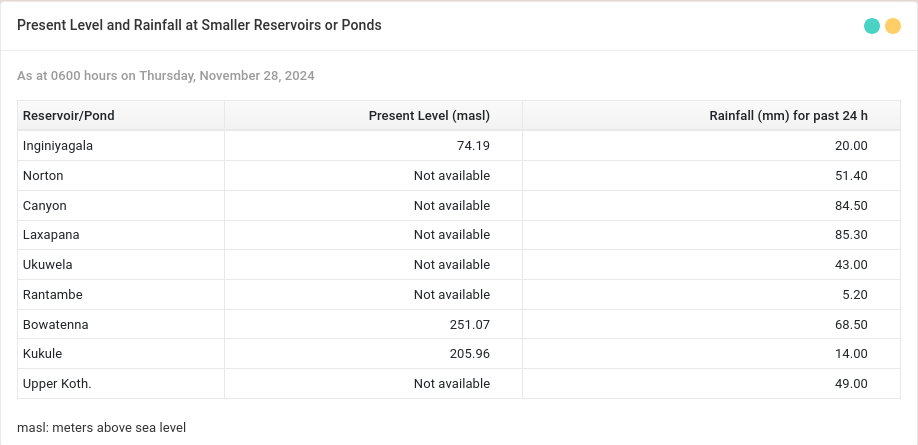 Present Level and Rainfall at Smaller Reservoirs or Ponds
As at 0600 hours on Thursday, November 28, 2024
Reservoir/Pond Present Level (masl) Rainfall (mm) for past 24 h
Inginiyagala 74.19 20.00
Norton Not available 51.40
Canyon Not available 84.50
Laxapana Not available 85.30
Ukuwela Not available 43.00
Rantambe Not available 5.20
Bowatenna 251.07 68.50
Kukule 205.96 14.00
Upper Koth. Not available 49.00
masl: meters above sea level